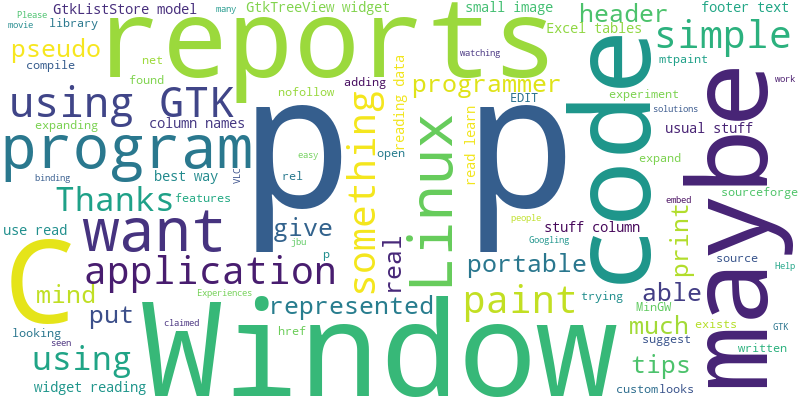 GtkListStore model
many
GtkTreeView widget
small image
footer text
Please
movie
library
reports
header
Excel tables
simple
pseudo
net
watching
compile
found
nofollow
adding
programmer
mtpaint
work
using GTK
reading data
EDIT
experiment
code
maybe
solutions
expanding
column names
p
p
something
Linux
read learn
usual stuff
program
easy
open
expand
binding
VLC
best way
rel
Thanks
features
sourceforge
embed
people
use read
want
give
stuff column
print
C
jbu
p
real
Googling
application
portable
source
Help
mind
Experiences
represented
paint
trying
able
put
claimed
href
MinGW
much
exists
GTK
looking
seen
Window
suggest
written
using
tips
widget reading
customlooks